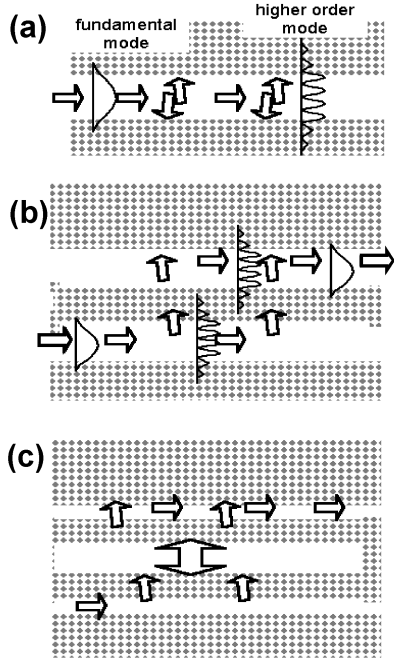 (a)
fundamental
mode
higher order
mode
(b)
(c)